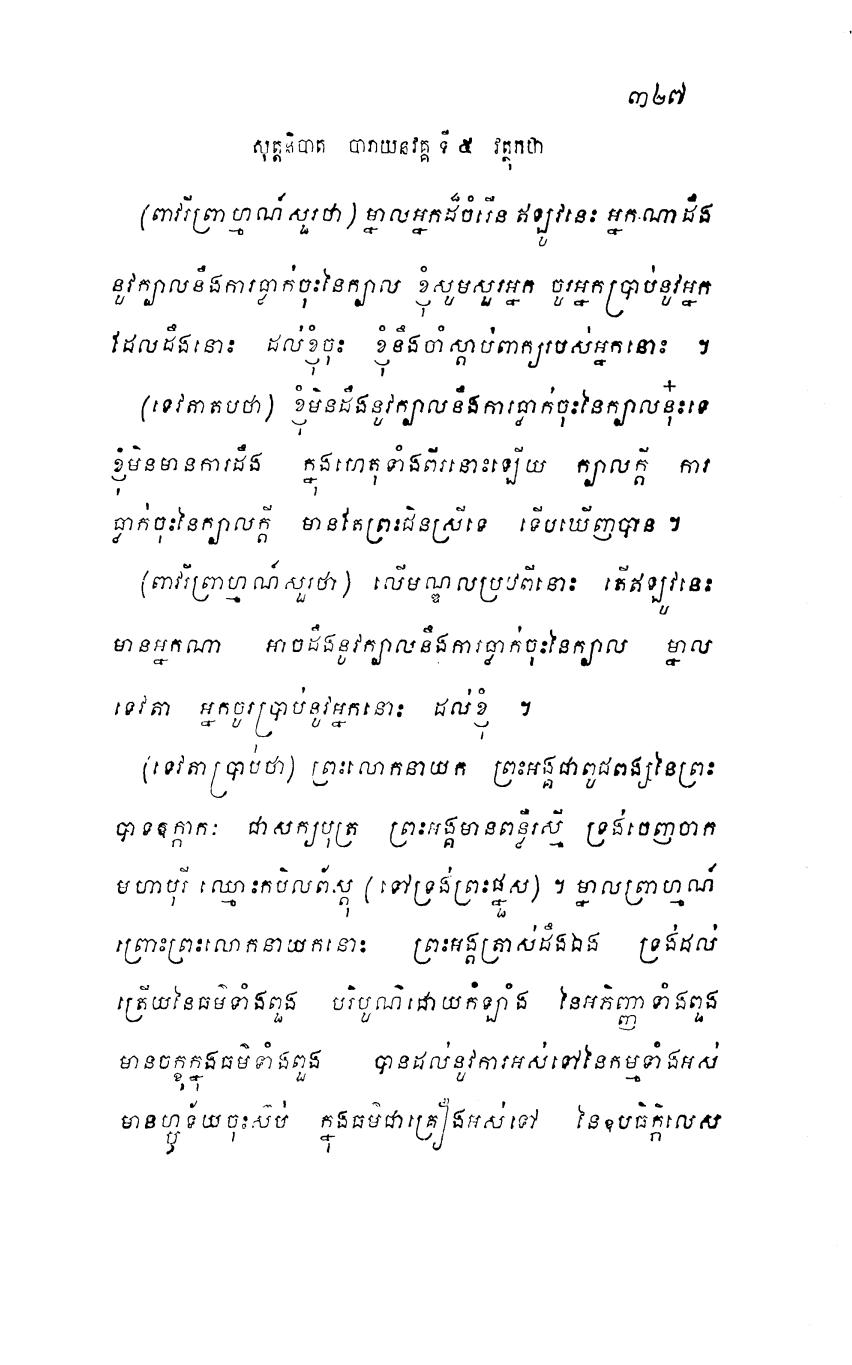 ៣២៧
សុត្តនិបាត បារាយនវគ្គ ទី ៥ វត្ថុកថា
(ពាវរីព្រាហ្មណ៍សួរថា) ម្នាលអ្នកដ៏ចំរើន ឥឡូវនេះ អ្នកណាដឹង
នូវក្បាលនឹងការធ្លាក់ចុះនៃក្បាល ខ្ញុំសូមសួរអ្នក ចូរអ្នកប្រាប់នូវអ្នក
ដែលដឹងនោះ ដល់ខ្ញុំចុះ ខ្ញុំនឹងចាំស្តាប់ពាក្យរបស់អ្នកនោះ ។
(ទេវតាតបថា) ខ្ញុំមិនដឹងនូវក្បាលនឹងការធ្លាក់ចុះនៃក្បាលនុ៎ះទេ
ខ្ញុំមិនមានការដឹង ក្នុងហេតុទាំងពីរនោះឡើយ ក្បាលក្តី ការ
ធ្លាក់ចុះនៃក្បាលក្តី មានតែព្រះជិនស្រីទេ ទើបឃើញបាន ។
(ពាវរីព្រាហ្មណ៍សួរថា) លើមណ្ឌលប្រឋពីនោះ តើឥឡូវនេះ
មានអ្នកណា អាចដឹងនូវក្បាលនឹងការធ្លាក់ចុះនៃក្បាល ម្នាល
ទេវតា អ្នកចូរប្រាប់នូវអ្នកនោះ ដល់ខ្ញុំ ។
(ទេវតាប្រាប់ថា) ព្រះលោកនាយក ព្រះអង្គជាពូជពង្សនៃព្រះ
បាទឧក្កាកៈ ជាសក្យបុត្រ ព្រះអង្គមានពន្លឺរស្មី ទ្រង់ចេញចាក
មហាបុរី ឈ្មោះកបិលព័ស្តុ (ទៅទ្រង់ព្រះផ្នួស) ។ ម្នាលព្រាហ្មណ៍
ព្រោះព្រះលោកនាយកនោះ ព្រះអង្គត្រាស់ដឹងឯង ទ្រង់ដល់
ត្រើយនៃធម៌ទាំងពួង បរិបូណ៌ដោយកំឡាំង នៃអភិញ្ញាទាំងពួង
មានចក្ខុក្នុងធម៌ទាំងពួង បានដល់នូវការអស់ទៅនៃកម្មទាំងអស់
មានហ្ឫទ័យចុះស៊ប់ ក្នុងធម៌ជាគ្រឿងអស់ទៅ នៃឧបធិក្កិលេស